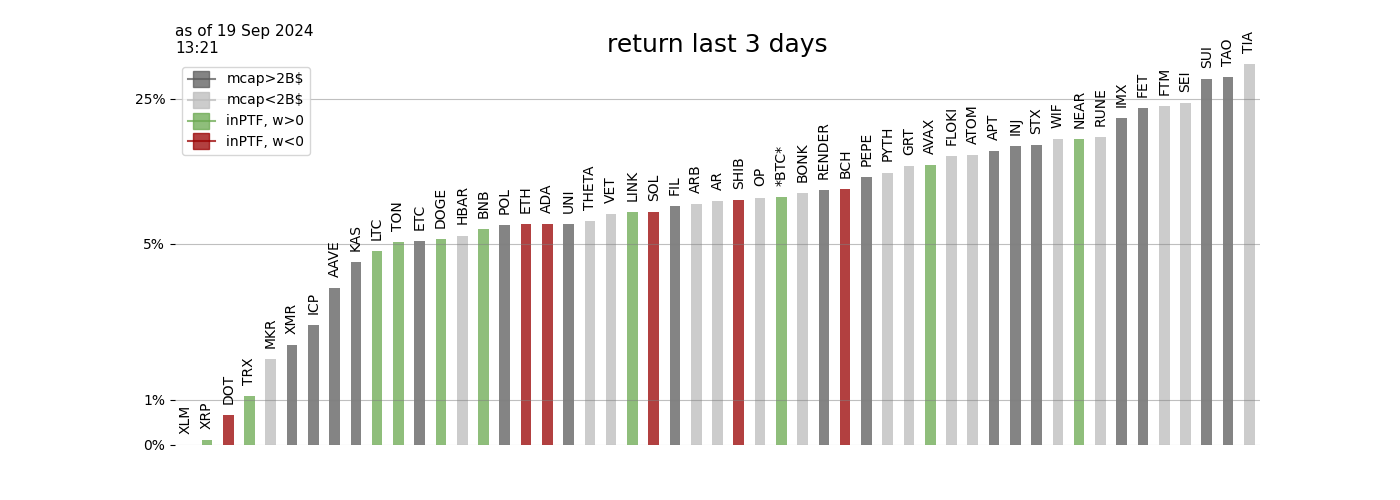 as of 19 Sep 2024
13:21
return last 3 days
mcap>2B$
mcap<2B$
inPTF, w>0
inPTF, w<0
25%
5%
1%
0%
XLM
XRP
DOT
TRX
MKR
XMR
ICP
AAVE
KAS
LTC
TON
ETC
DOGE
HBAR
BNB
POL
ETH
ADA
UNI
THETA
VET
LINK
SOL
FIL
ARB
AR
SHIB
OP
*BTC*
BONK
RENDER
BCH
PEPE
PYTH
GRT
AVAX
FLOKI
ATOM
APT
INJ
STX
WIF
NEAR
RUNE
IMX
FET
FTM
SEI
SUI
TAO
TIA